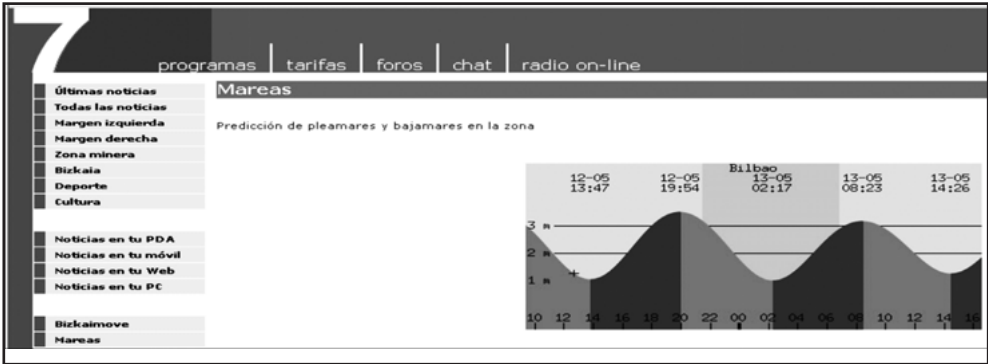 7
programas tarifas foros chat radio on-line
Últimas noticias
Todas las noticias
Margen izquierda
Margen derecha
Zona minera
Bizkaia
Deporte
Cultura
Noticias en tu PDA
Noticias en tu móvil
Noticias en tu Web
Noticias en tu PC
Bizkaimove
Mareas
Mareas
Predicción de pleamares y bajamares en la zona
Bilbao
12-05 12-05 13-05 13-05 13-05
13:47 19:54 02:17 08:23 14:26
3 m
2 m
1 m
10 12 14 16 18 20 22 00 02 04 06 08 10 12 14 16